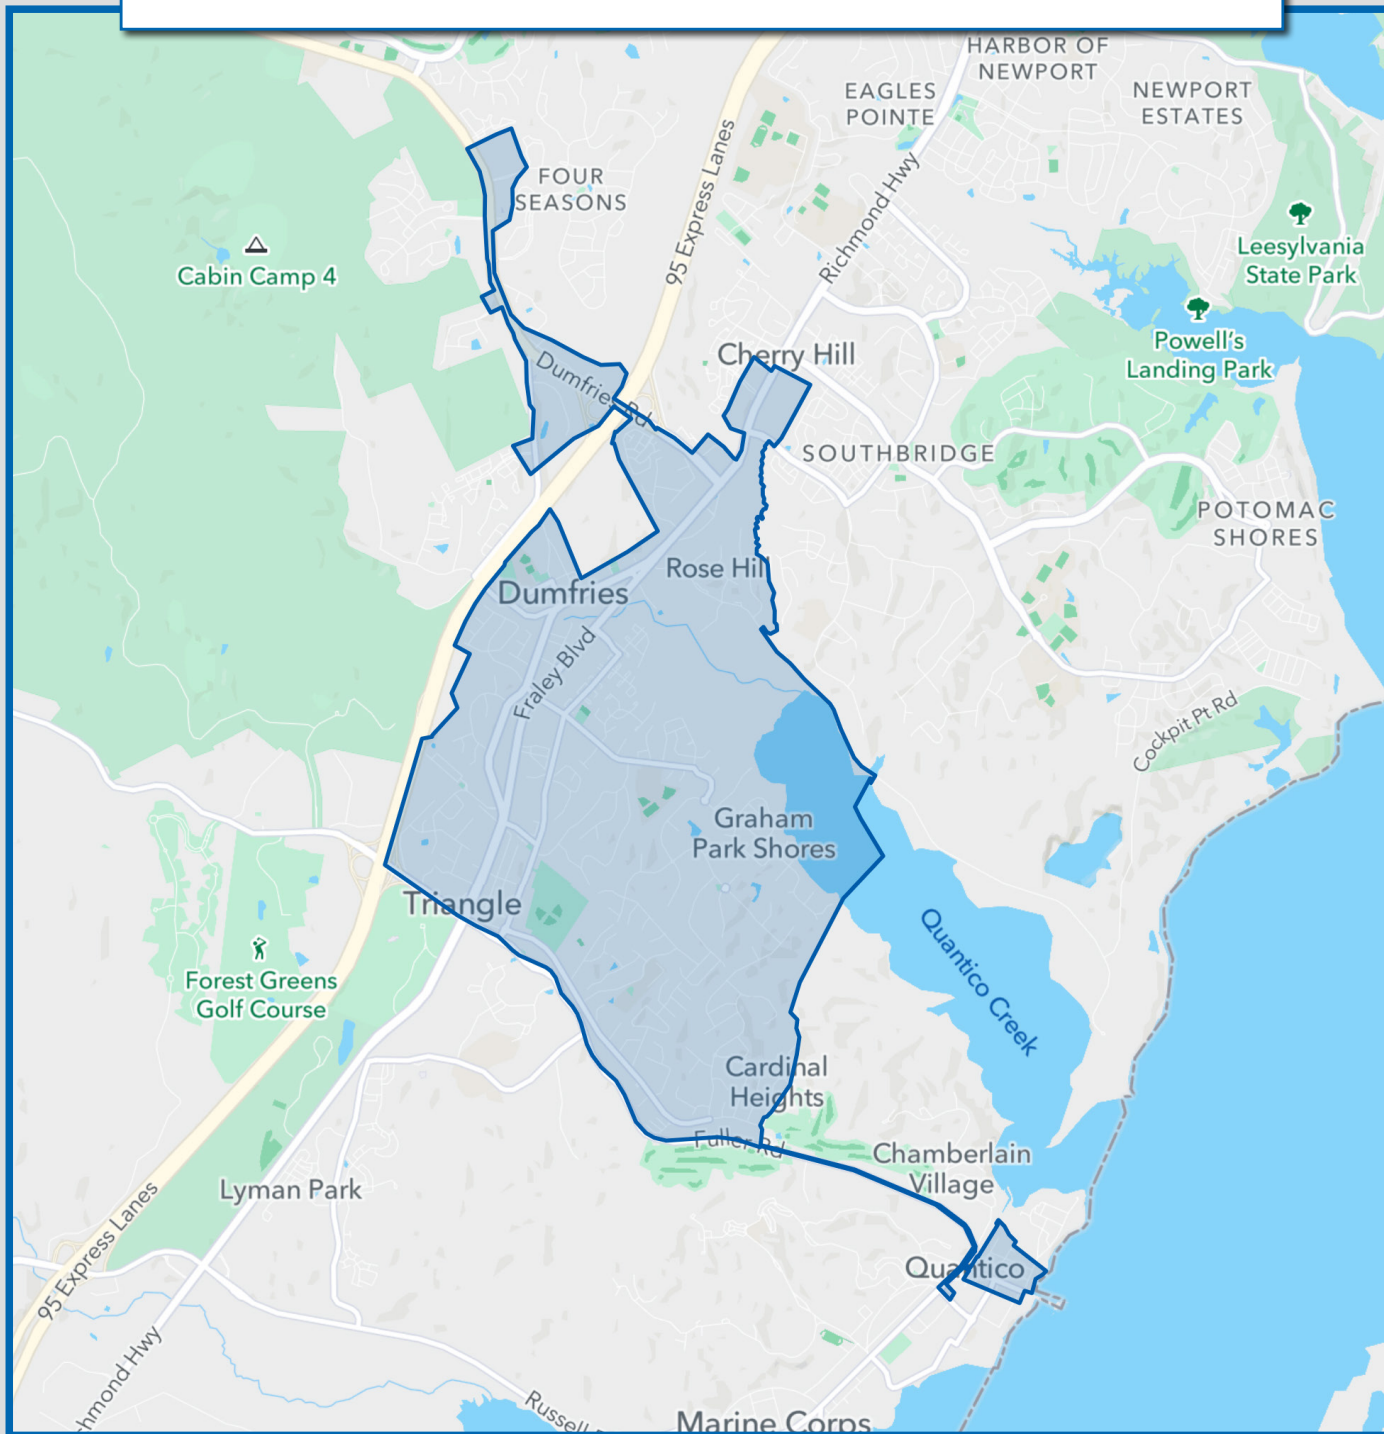 HARBOR OF
NEWPORT
EAGLES
POINTE
NEWPORT
ESTATES
95 Express Lanes
Richmond Hwy
FOUR
SEASONS
Leesylvania
State Park
Cabin Camp 4
Powell's
Landing Park
Cherry Hill
Dumfries Rd
SOUTHBRIDGE
POTOMAC
SHORES
Rose Hill
Dumfries
Fraley Blvd
Cockpit Pt Rd
Graham
Park Shores
Triangle
Quantico Creek
Forest Greens
Golf Course
Cardinal
Heights
Fuller Rd
Chamberlain
Village
Lyman Park
95 Express Lanes
Quantico
hmond Hwy
Russell
Marine Corps